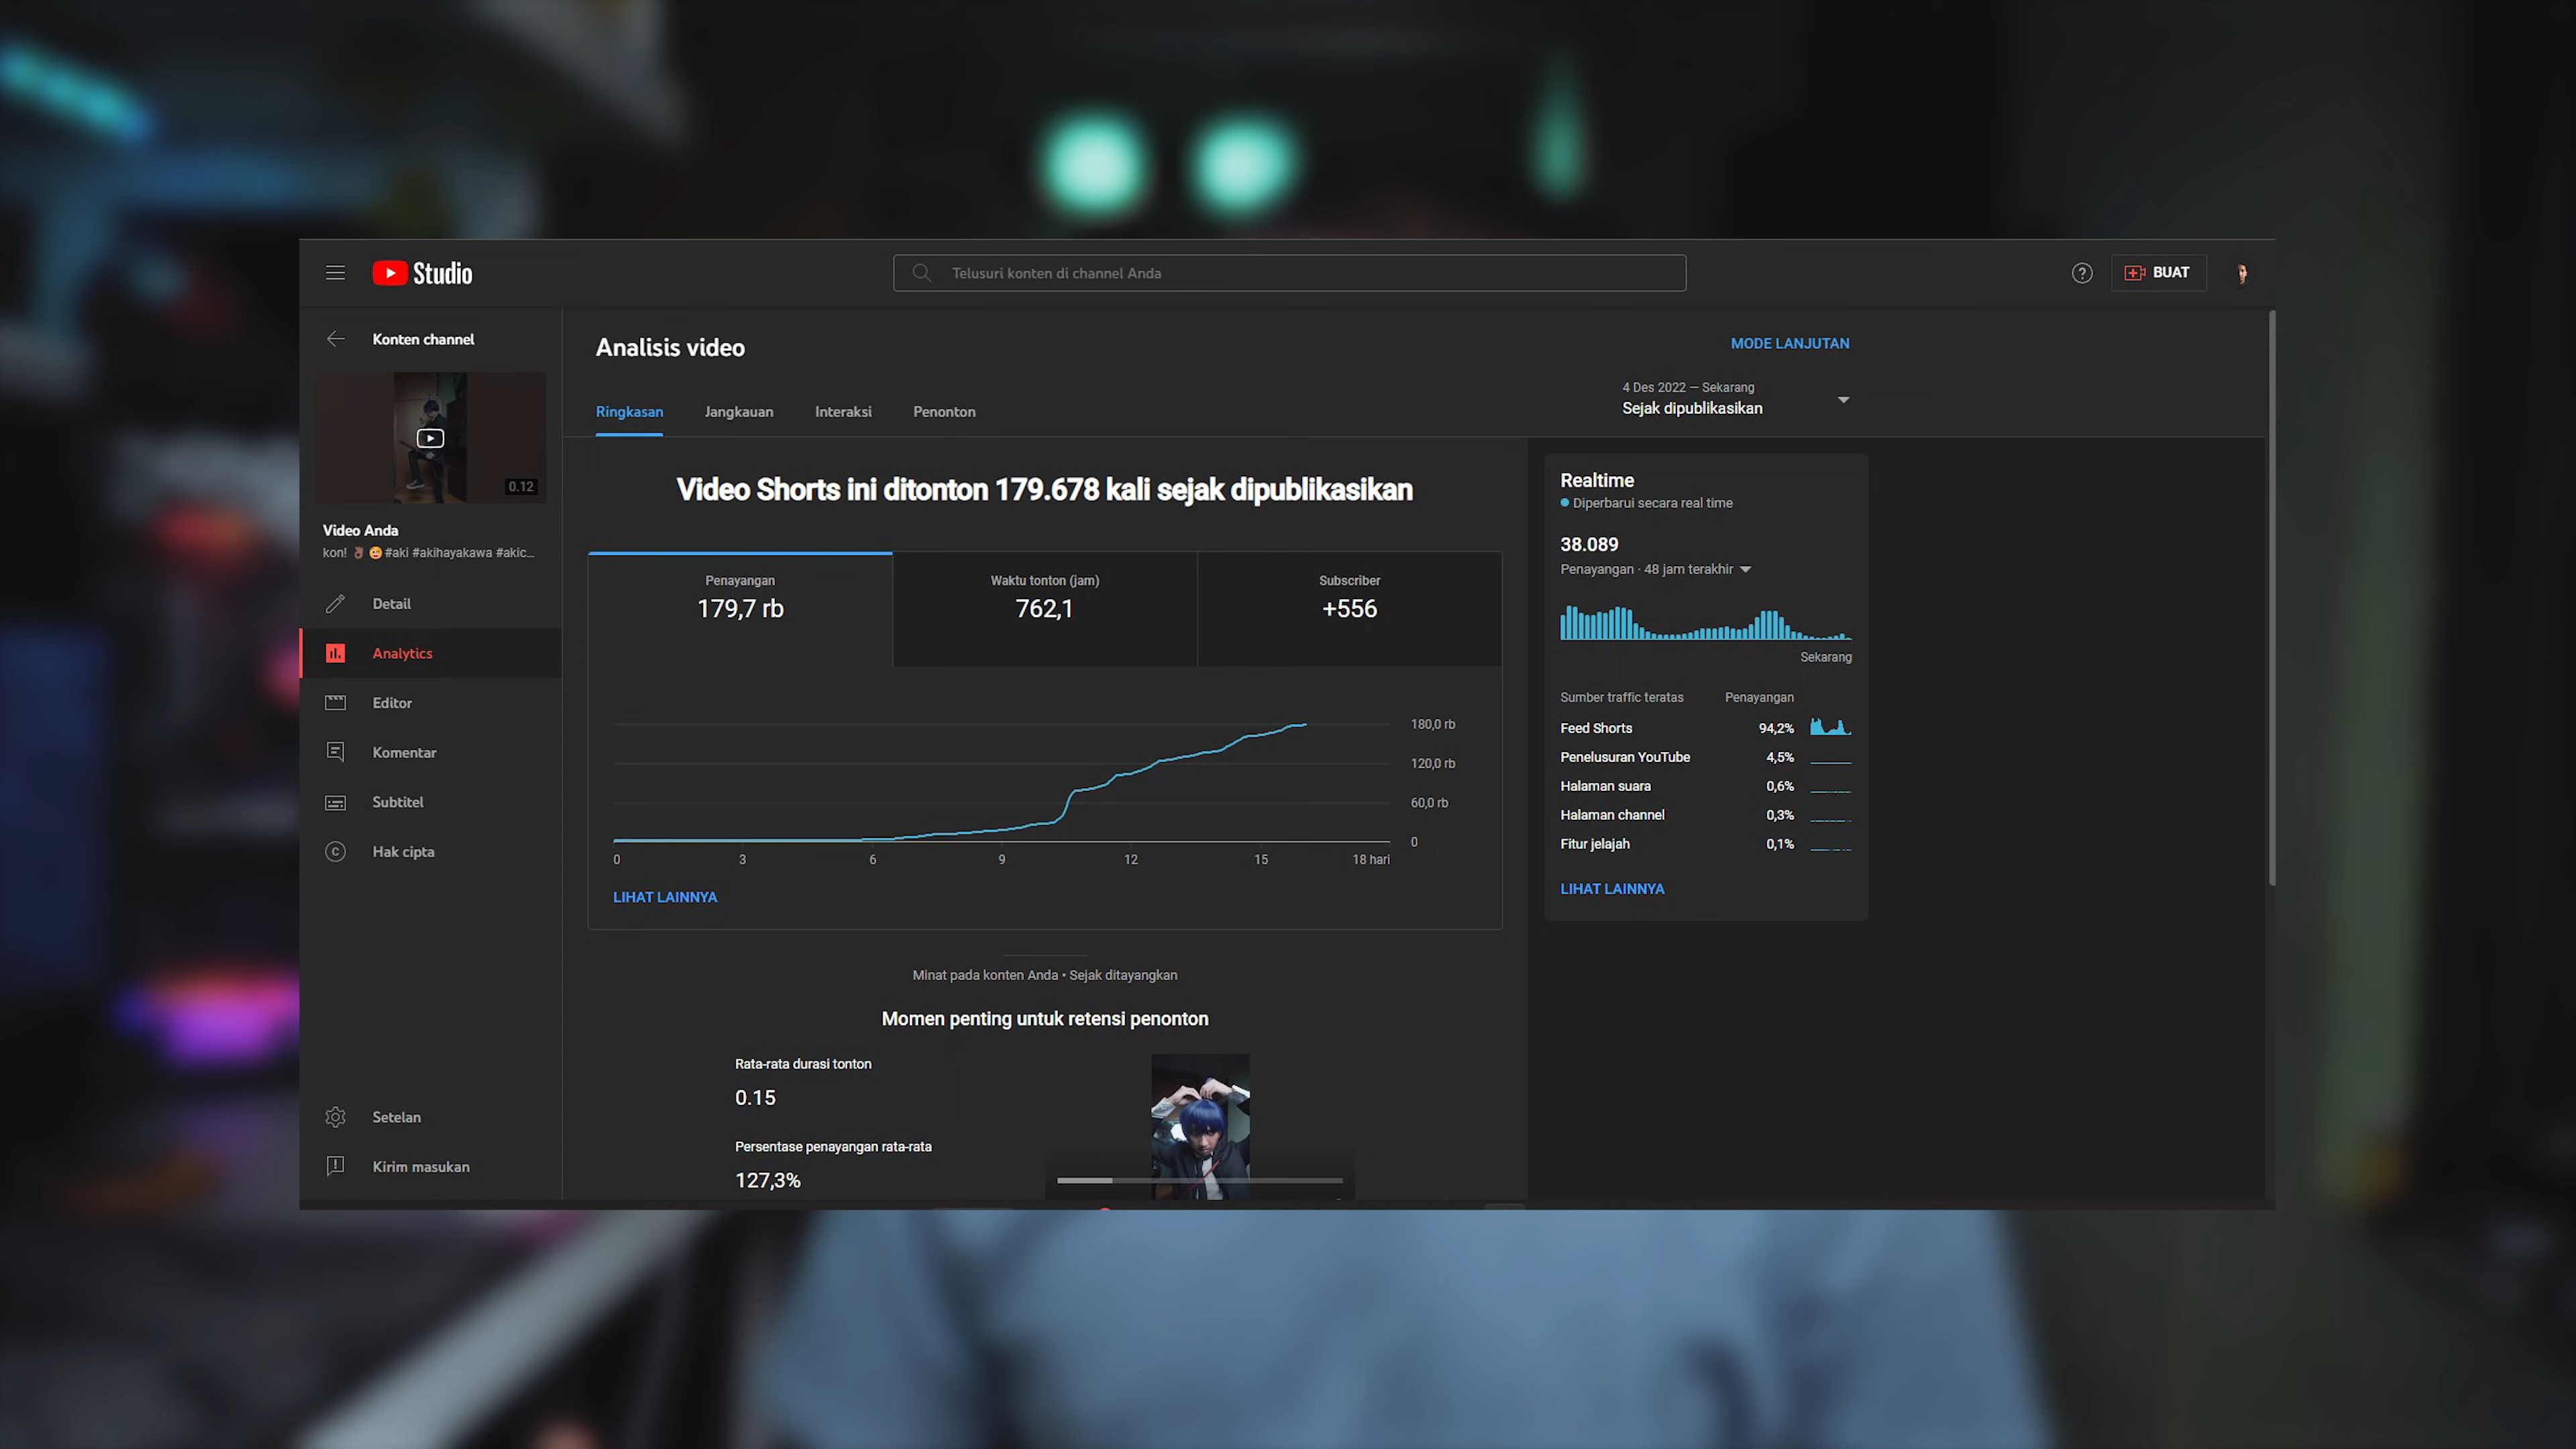 Studio
Telusuri konten di channel Anda
BUAT
Konten channel
0.12
Video Anda
kon! 👌🏾 😜 #aki #akihayakawa #akic...
Detail
Analytics
Editor
Komentar
Subtitel
Hak cipta
Setelan
Kirim masukan
Analisis video
MODE LANJUTAN
Ringkasan Jangkauan Interaksi Penonton
4 Des 2022 – Sekarang
Sejak dipublikasikan
Video Shorts ini ditonton 179.678 kali sejak dipublikasikan
Penayangan
179,7 rb
Waktu tonton (jam)
762,1
Subscriber
+556
180,0 rb
120,0 rb
60,0 rb
0
0 3 6 9 12 15 18 hari
LIHAT LAINNYA
Minat pada konten Anda • Sejak ditayangkan
Momen penting untuk retensi penonton
Rata-rata durasi tonton
0.15
Persentase penayangan rata-rata
127,3%
Realtime
Diperbarui secara real time
38.089
Penayangan · 48 jam terakhir
Sekarang
Sumber traffic teratas Penayangan
Feed Shorts 94,2%
Penelusuran YouTube 4,5%
Halaman suara 0,6%
Halaman channel 0,3%
Fitur jelajah 0,1%
LIHAT LAINNYA